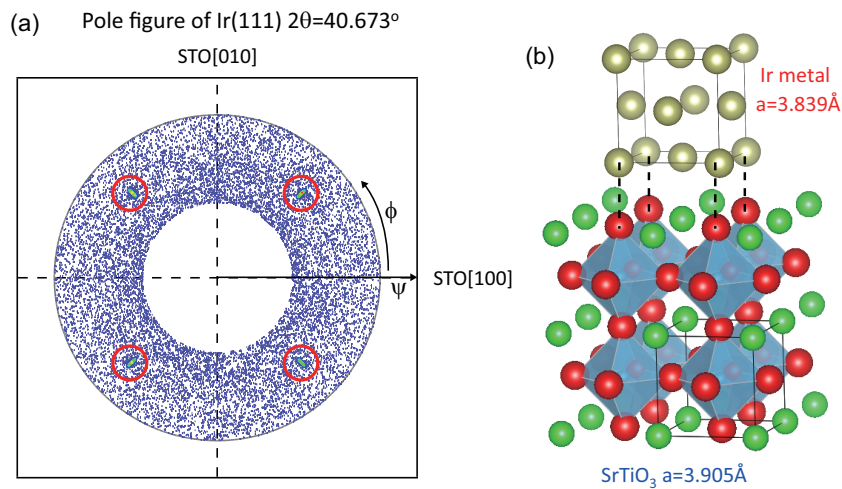 (a) Pole figure of Ir(111) 2θ=40.673°
STO[010]
ϕ
ψ
STO[100]
(b)
Ir metal
a=3.839Å
SrTiO₃ a=3.905Å